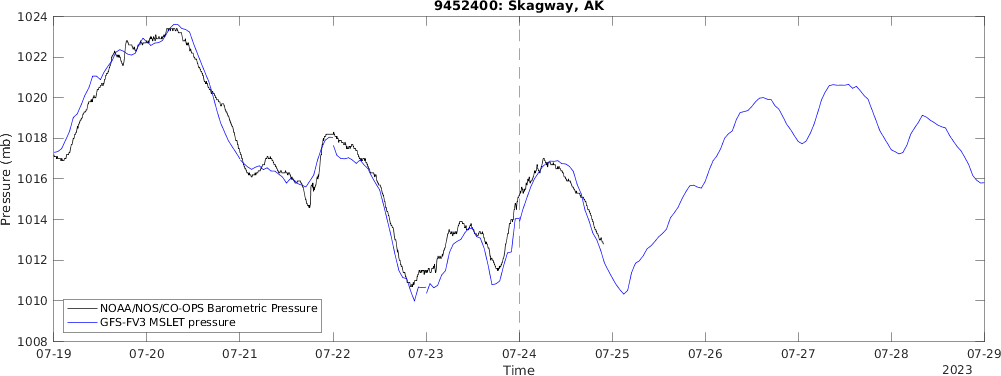 9452400: Skagway, AK
Pressure (mb)
1024
1022
1020
1018
1016
1014
1012
1010
1008
NOAA/NOS/CO-OPS Barometric Pressure
GFS-FV3 MSLET pressure
07-19 07-20 07-21 07-22 07-23 07-24 07-25 07-26 07-27 07-28 07-29
Time
2023